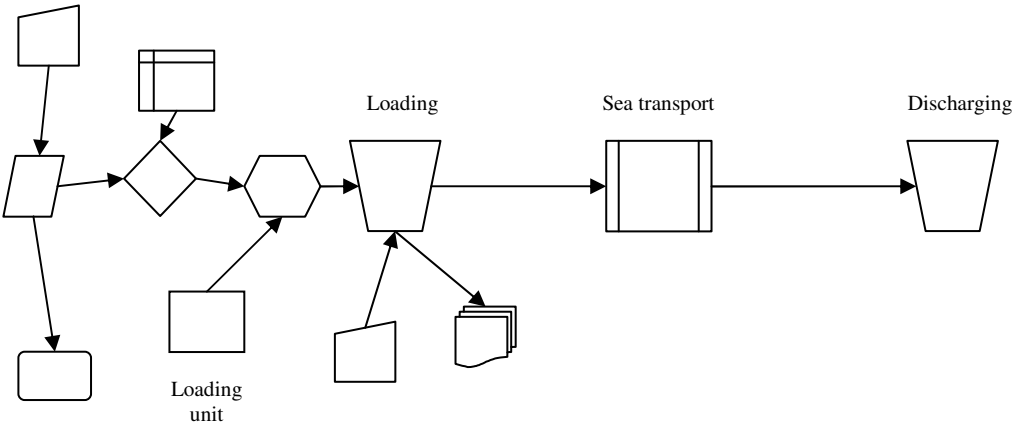 Loading
Sea transport
Discharging
Loading
unit